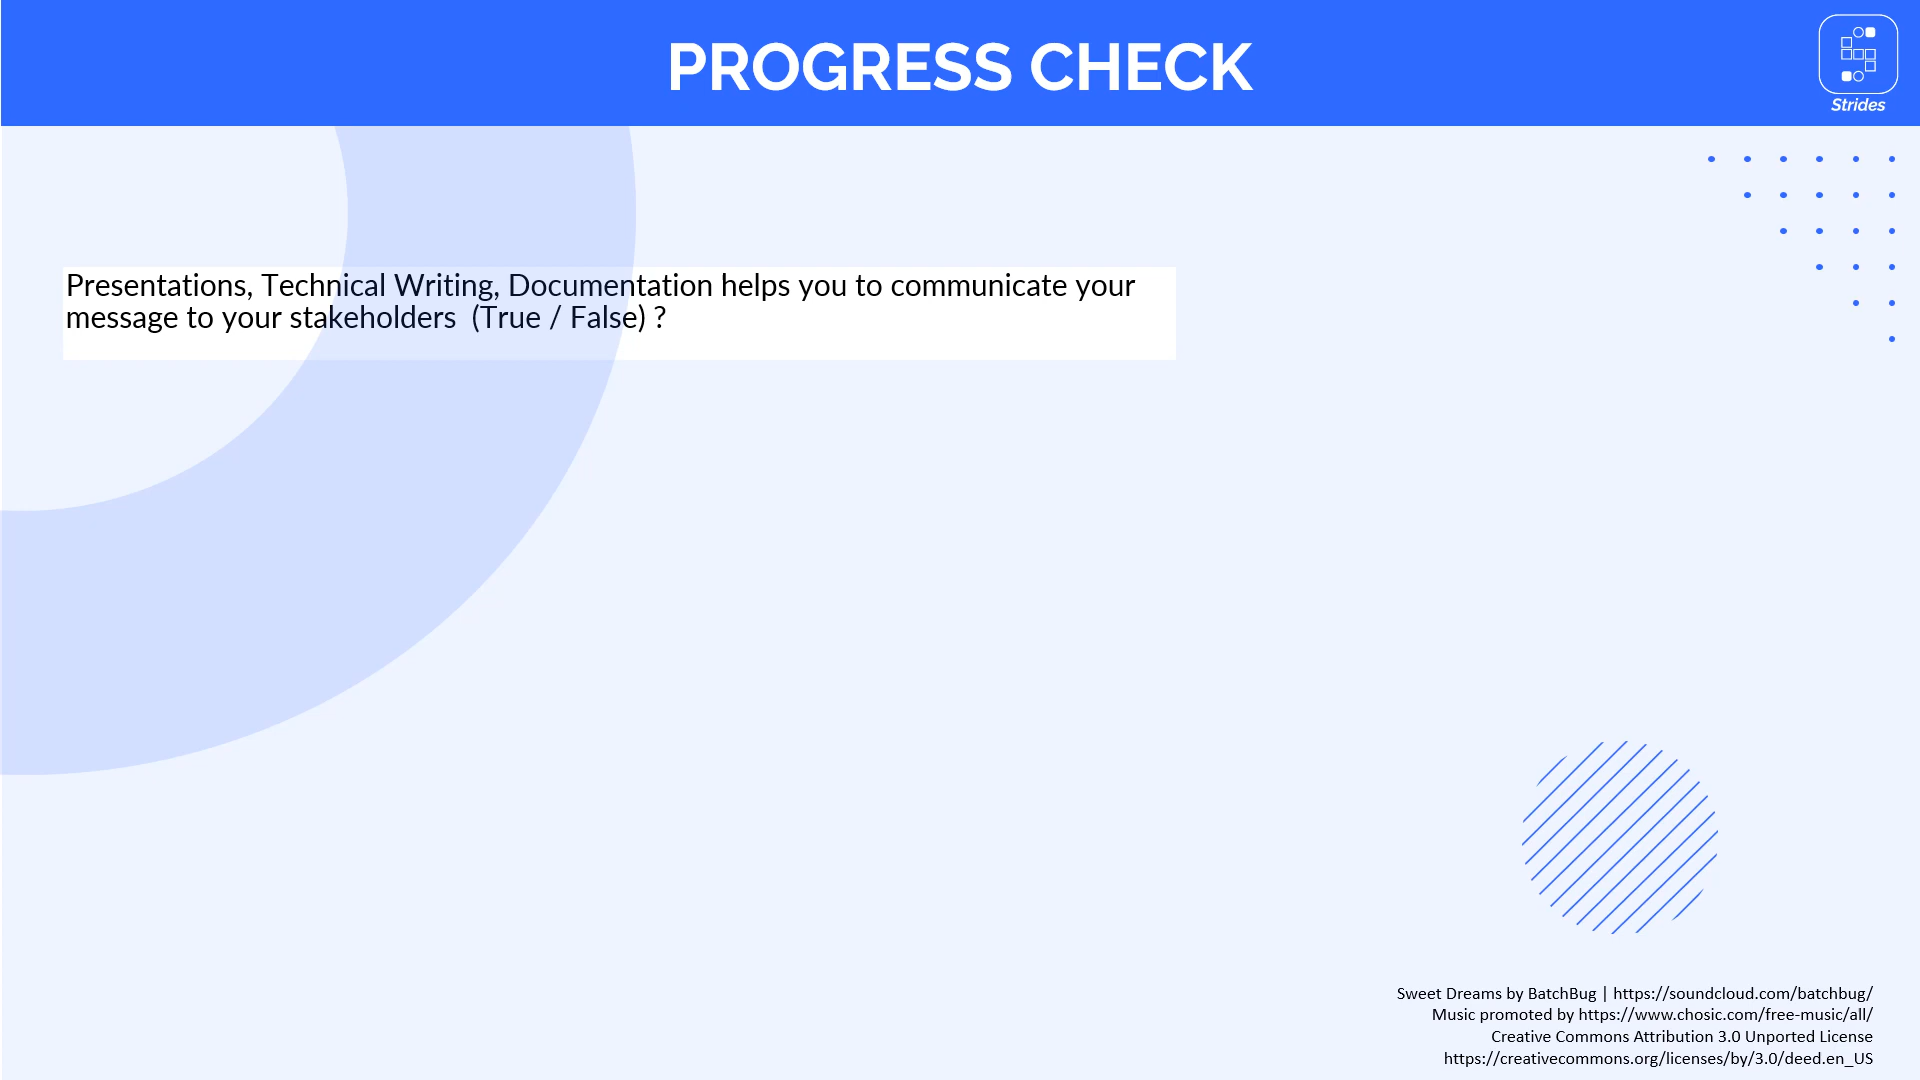 PROGRESS CHECK
Strides
Presentations, Technical Writing, Documentation helps you to communicate your
message to your stakeholders  (True / False) ?
Sweet Dreams by BatchBug | https://soundcloud.com/batchbug/
Music promoted by https://www.chosic.com/free-music/all/
Creative Commons Attribution 3.0 Unported License
https://creativecommons.org/licenses/by/3.0/deed.en_US